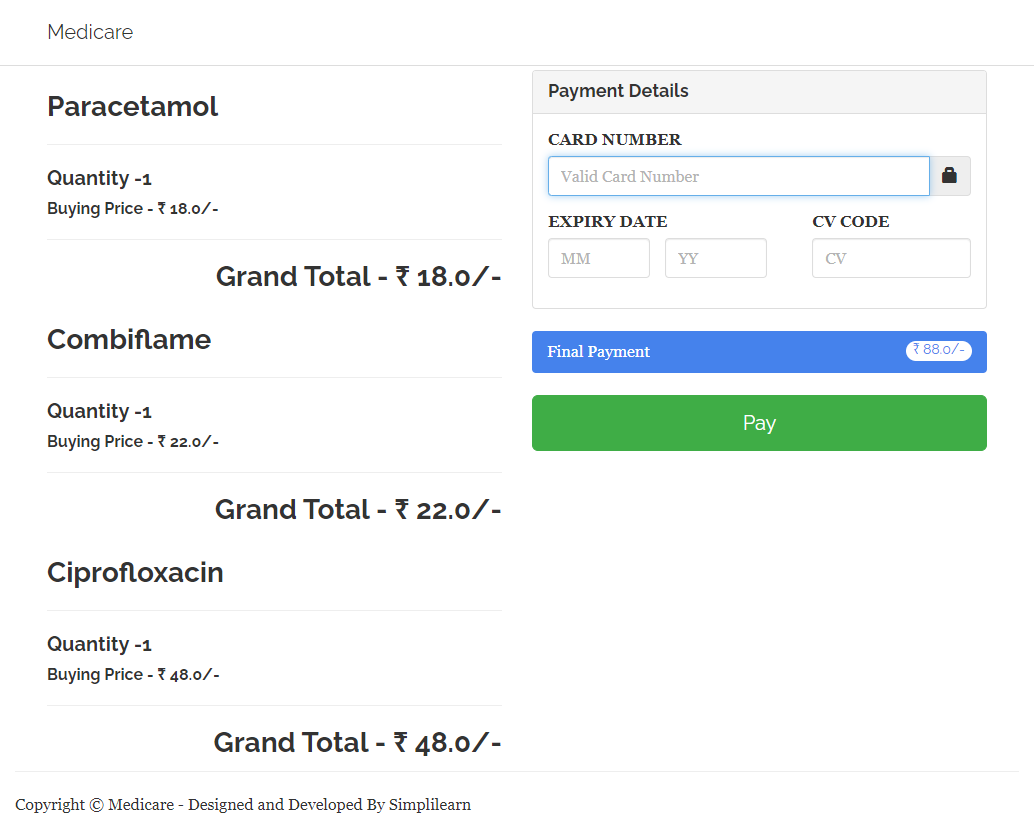 Medicare
Paracetamol
Quantity -1
Buying Price - ₹ 18.0/-
Grand Total - ₹ 18.0/-
Combiflame
Quantity -1
Buying Price - ₹ 22.0/-
Grand Total - ₹ 22.0/-
Ciprofloxacin
Quantity -1
Buying Price - ₹ 48.0/-
Grand Total - ₹ 48.0/-
Payment Details
CARD NUMBER
Valid Card Number
EXPIRY DATE CV CODE
MM YY CV
Final Payment ₹ 88.0/-
Pay
Copyright © Medicare - Designed and Developed By Simplilearn